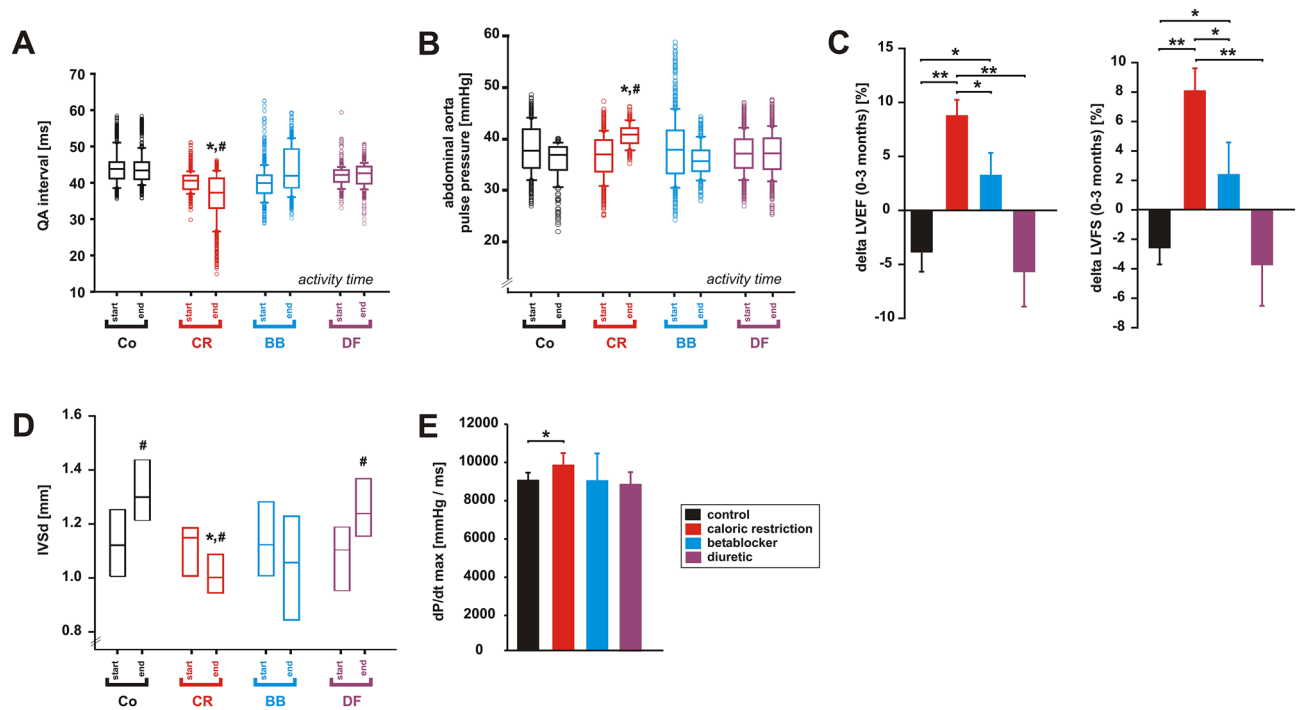 A
QA interval [ms]
70
60
50
40
30
20
10
*,#
activity time
start
end
start
end
start
end
start
end
Co
CR
BB
DF
B
abdominal aorta
pulse pressure [mmHg]
60
50
40
30
20
*,#
activity time
start
end
start
end
start
end
start
end
Co
CR
BB
DF
C
delta LVEF (0-3 months) [%]
15
10
5
0
-5
-10
*
**
**
*
delta LVFS (0-3 months) [%]
10
8
6
4
2
0
-2
-4
-6
-8
*
**
*
**
D
IVSd [mm]
1.6
1.4
1.2
1.0
0.8
#
*,#
#
start
end
start
end
start
end
start
end
Co
CR
BB
DF
E
dP/dt max [mmHg / ms]
12000
10000
8000
6000
4000
2000
0
*
control
caloric restriction
betablocker
diuretic